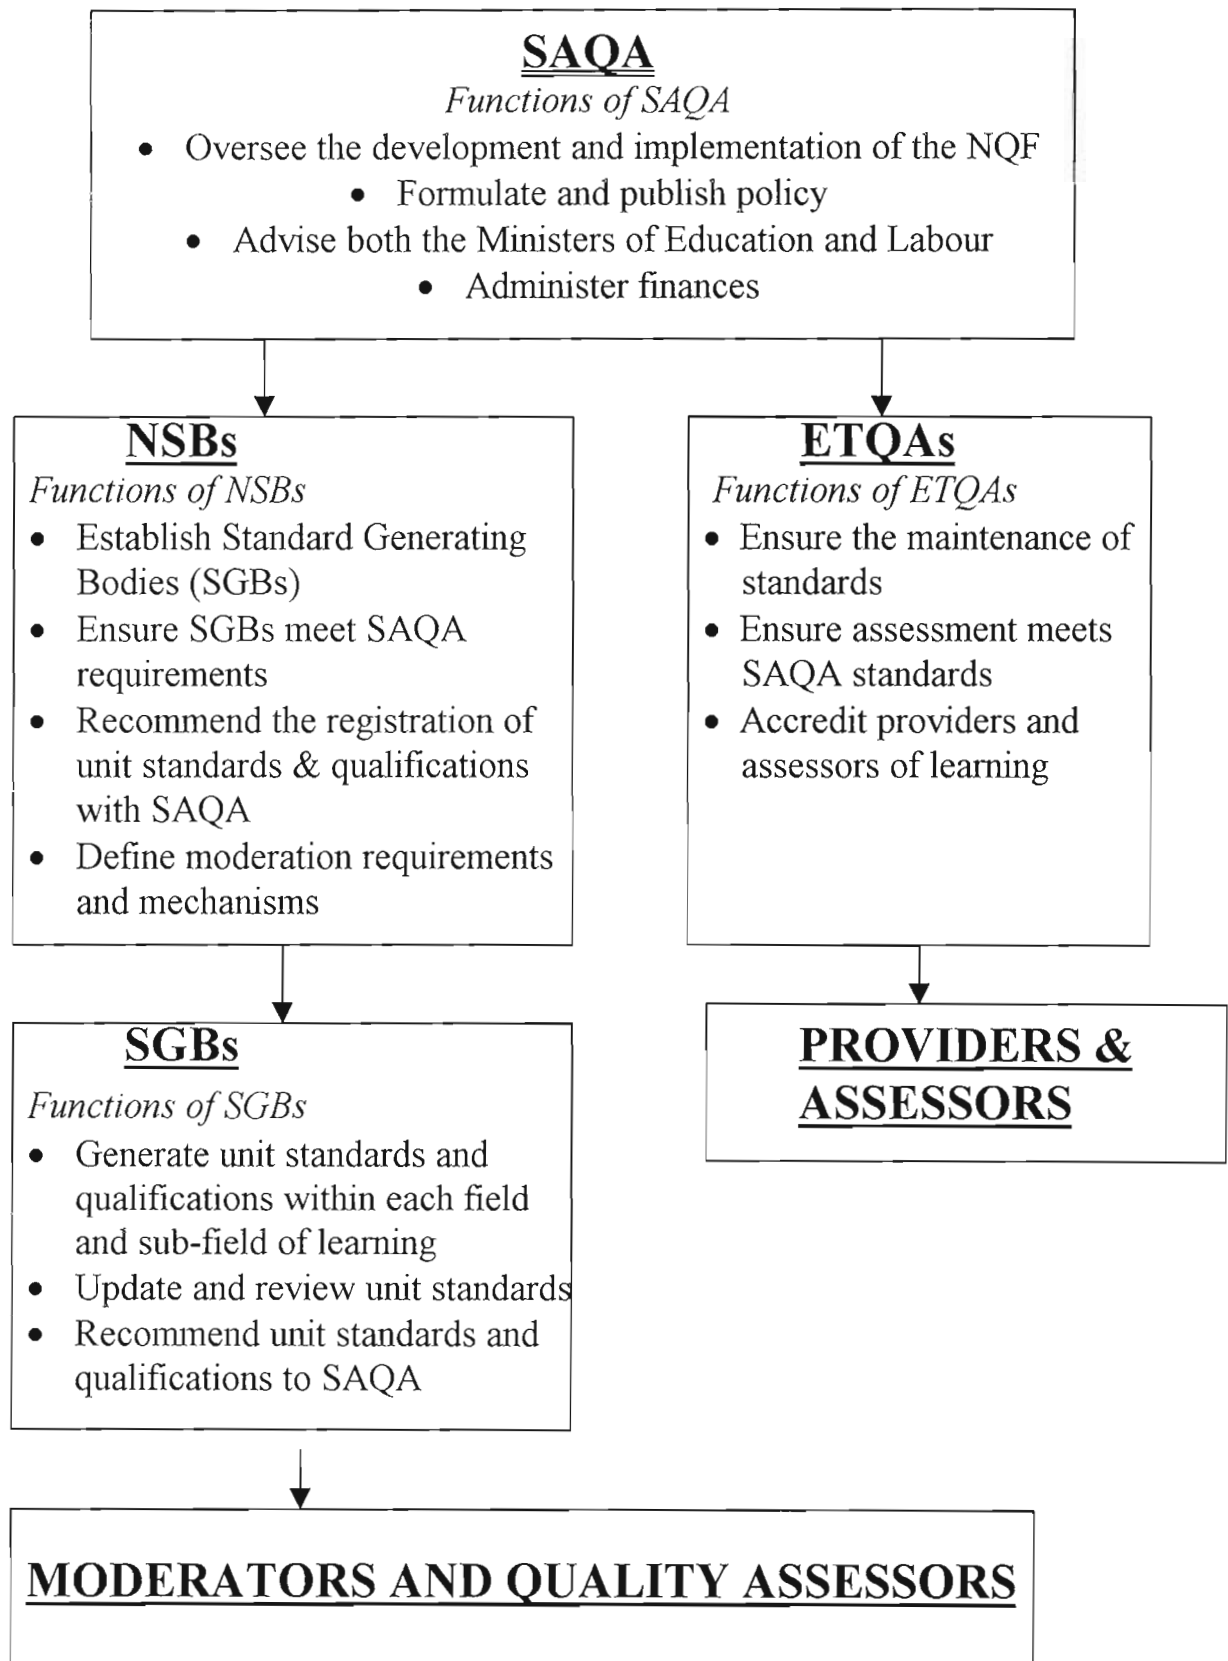 SAQA
Functions of SAQA
• Oversee the development and implementation of the NQF
• Formulate and publish policy
• Advise both the Ministers of Education and Labour
• Administer finances
NSBs
Functions of NSBs
• Establish Standard Generating
Bodies (SGBs)
• Ensure SGBs meet SAQA
requirements
• Recommend the registration of
unit standards & qualifications
with SAQA
• Define moderation requirements
and mechanisms
ETQAs
Functions of ETQAs
• Ensure the maintenance of
standards
• Ensure assessment meets
SAQA standards
• Accredit providers and
assessors of learning
SGBs
Functions of SGBs
• Generate unit standards and
qualifications within each field
and sub-field of learning
• Update and review unit standards
• Recommend unit standards and
qualifications to SAQA
PROVIDERS &
ASSESSORS
MODERATORS AND QUALITY ASSESSORS